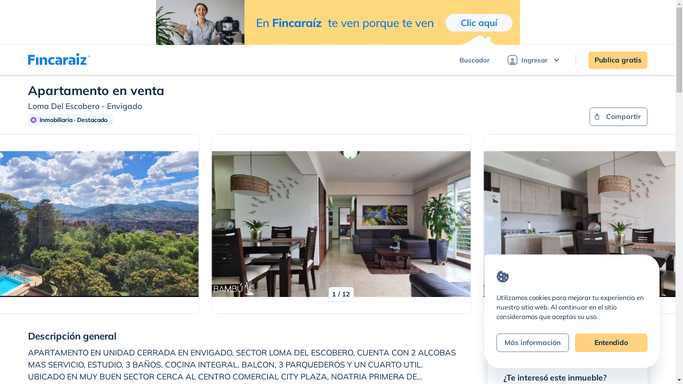 En Fincaraíz te ven porque te ven
Clic aquí
Fincaraíz
Buscador
Ingresar
Publica gratis
Apartamento en venta
Loma Del Escobero - Envigado
Inmobiliaria · Destacado
Compartir
BAMBÚ
1 / 12
Descripción general
APARTAMENTO EN UNIDAD CERRADA EN ENVIGADO, SECTOR LOMA DEL ESCOBERO, CUENTA CON 2 ALCOBAS
MAS SERVICIO, ESTUDIO, 3 BAÑOS, COCINA INTEGRAL, BALCON, 3 PARQUEDEROS Y UN CUARTO UTIL.
UBICADO EN MUY BUEN SECTOR CERCA AL CENTRO COMERCIAL CITY PLAZA, NOATRIA PRIMERA DE...
Utilizamos cookies para mejorar tu experiencia en
nuestro sitio web. Al continuar en el sitio
consideramos que aceptas su uso.
Más información
Entendido
¿Te interesó este inmueble?